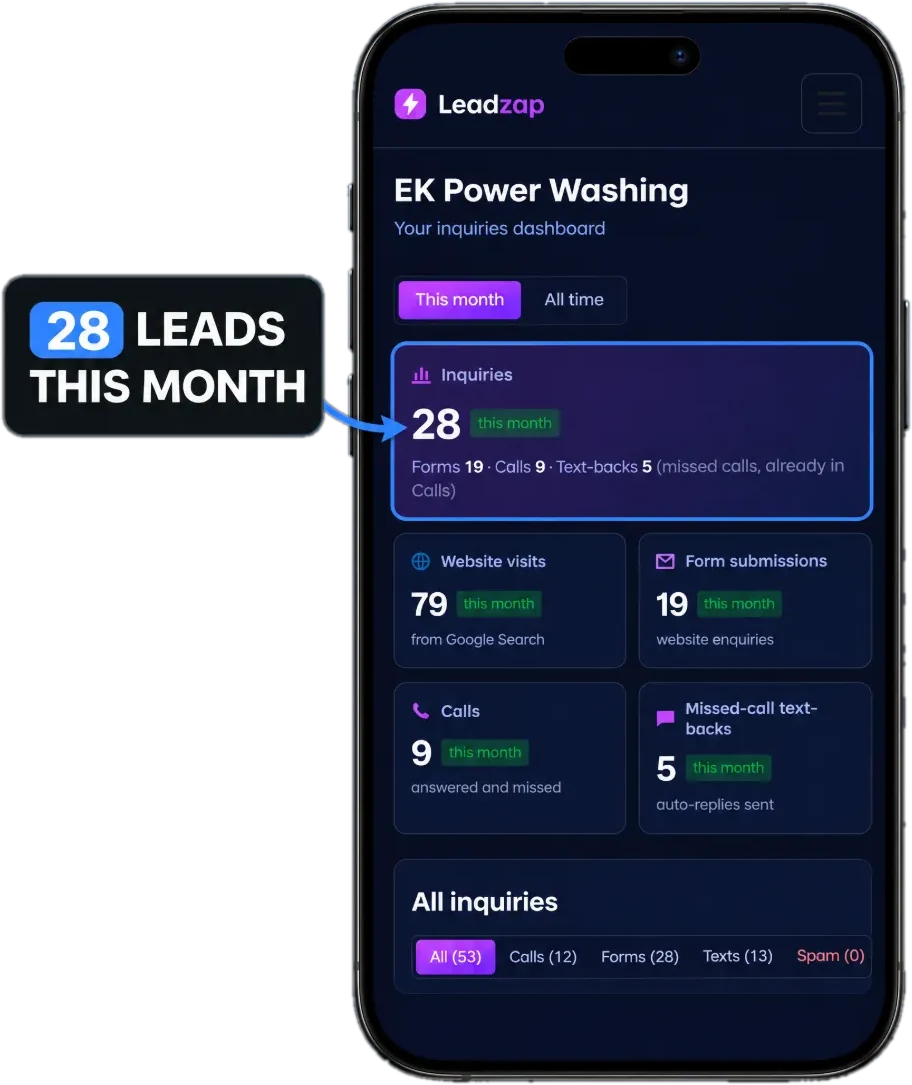 Leadzap
EK Power Washing
Your inquiries dashboard
This month
All time
28 LEADS
THIS MONTH
Inquiries
28 this month
Forms 19 · Calls 9 · Text-backs 5 (missed calls, already in
Calls)
Website visits
79 this month
from Google Search
Form submissions
19 this month
website enquiries
Calls
9 this month
answered and missed
Missed-call text-
backs
5 this month
auto-replies sent
All inquiries
All (53) Calls (12) Forms (28) Texts (13) Spam (0)